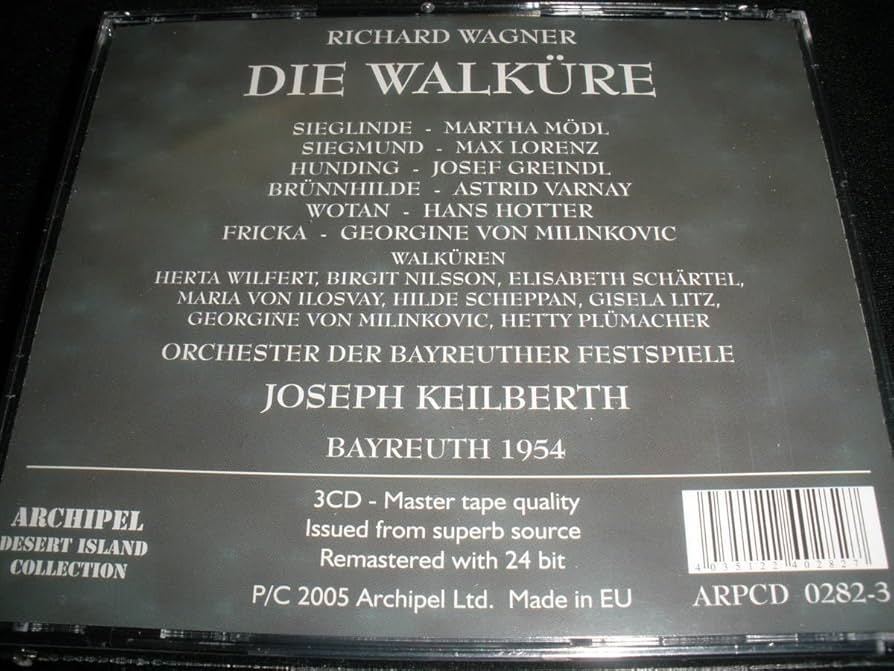 RICHARD WAGNER
DIE WALKÜRE
SIEGLINDE - MARTHA MÖDL
SIEGMUND - MAX LORENZ
HUNDING - JOSEF GREINDL
BRÜNNHILDE - ASTRID VARNAY
WOTAN - HANS HOTTER
FRICKA - GEORGINE VON MILINKOVIC
WALKÜREN
HERTA WILFERT, BIRGIT NILSSON, ELISABETH SCHÄRTEL,
MARIA VON ILOSVAY, HILDE SCHEPPAN, GISELA LITZ,
GEORGINE VON MILINKOVIC, HETTY PLÜMACHER
ORCHESTER DER BAYREUTHER FESTSPIELE
JOSEPH KEILBERTH
BAYREUTH 1954
ARCHIPEL
DESERT ISLAND
COLLECTION
3CD - Master tape quality
Issued from superb source
Remastered with 24 bit
P/C 2005 Archipel Ltd. Made in EU
4 035122 402827
ARPCD 0282-3